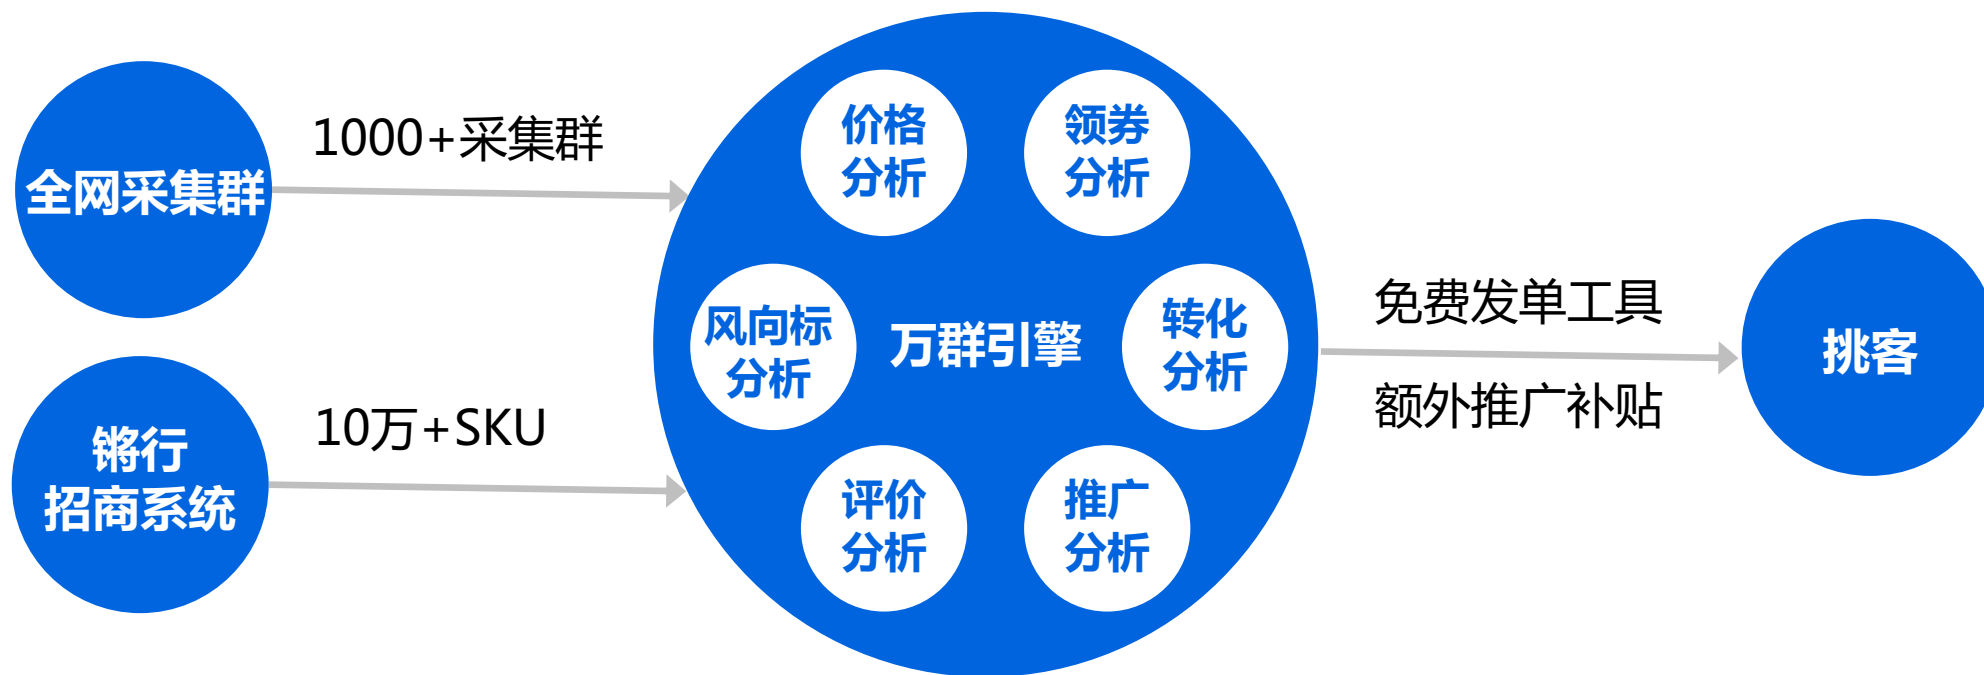 全网采集群
1000+采集群
锵行
招商系统
10万+SKU
价格
分析
领券
分析
风向标
分析
万群引擎
转化
分析
评价
分析
推广
分析
免费发单工具
额外推广补贴
挑客